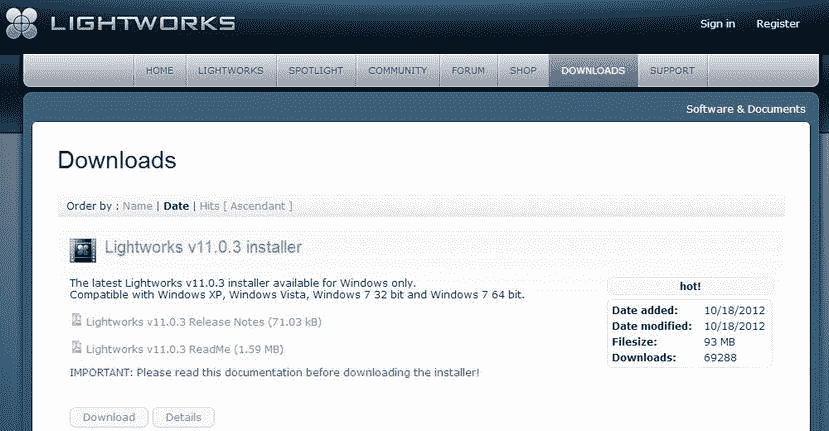 LIGHTWORKS
Sign in Register
HOME LIGHTWORKS SPOTLIGHT COMMUNITY FORUM SHOP DOWNLOADS SUPPORT
Software & Documents
Downloads
Order by : Name | Date | Hits [ Ascendant ]
Lightworks v11.0.3 installer
The latest Lightworks v11.0.3 installer available for Windows only.
Compatible with Windows XP, Windows Vista, Windows 7 32 bit and Windows 7 64 bit.
Lightworks v11.0.3 Release Notes (71.03 kB)
Lightworks v11.0.3 ReadMe (1.59 MB)
IMPORTANT: Please read this documentation before downloading the installer!
hot!
Date added: 10/18/2012
Date modified: 10/18/2012
Filesize: 93 MB
Downloads: 69288
Download Details